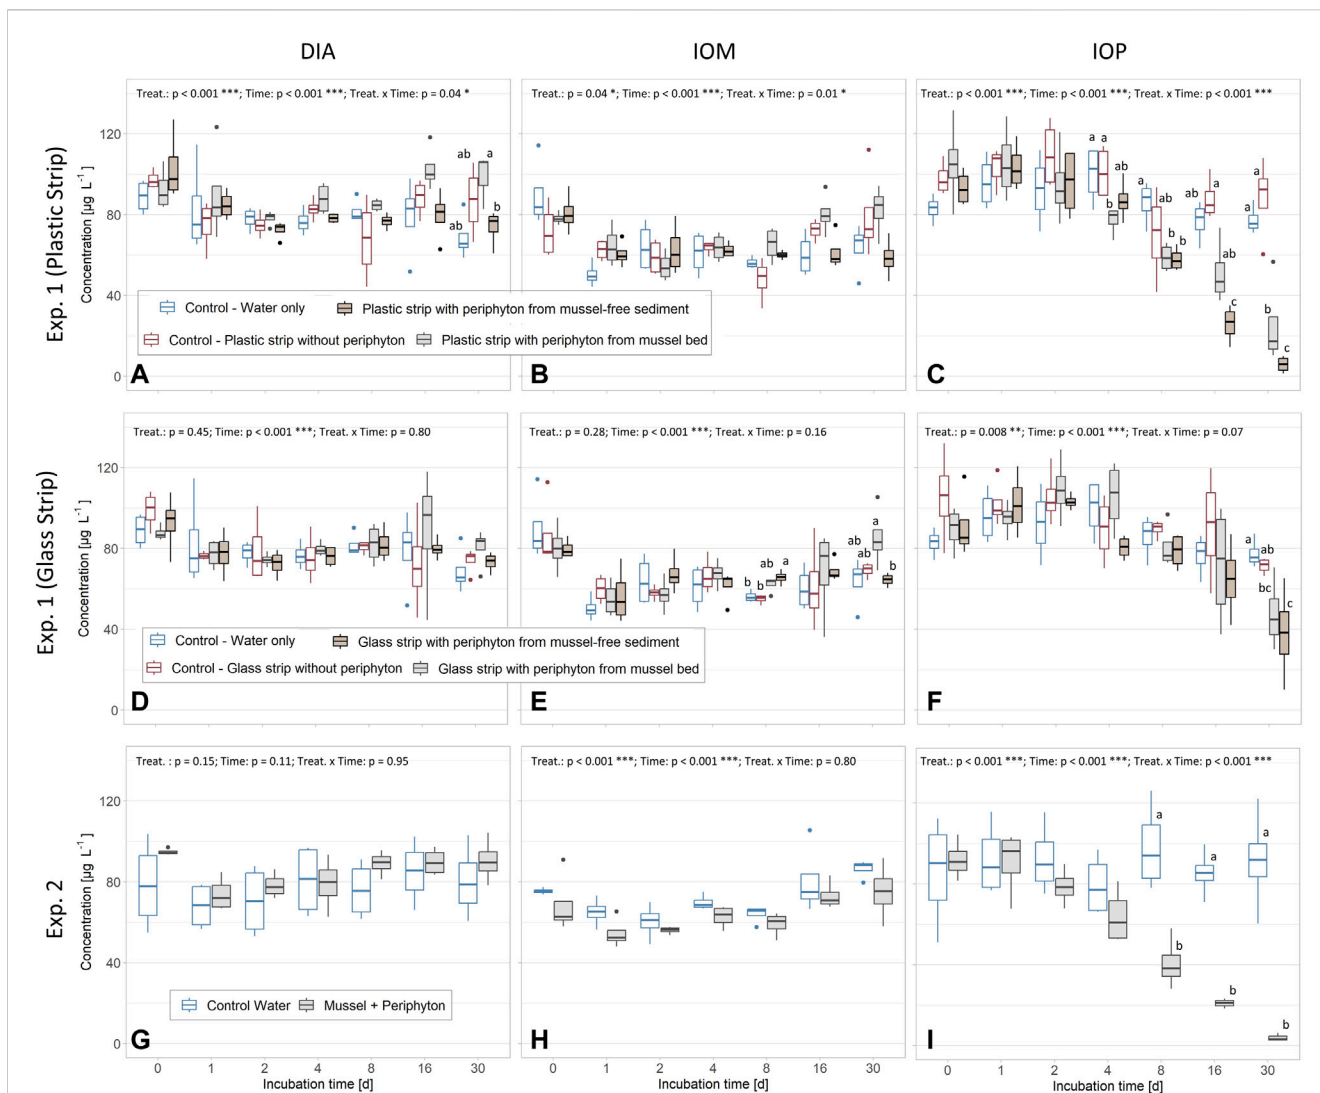 DIA IOM IOP
Exp. 1 (Plastic Strip)
Concentration [µg L⁻¹]
120
80
40
0
Treat.: p < 0.001 ***; Time: p < 0.001 ***; Treat. x Time: p = 0.04 *
ab a
ab b
Control - Water only
Plastic strip with periphyton from mussel-free sediment
Control - Plastic strip without periphyton
Plastic strip with periphyton from mussel bed
A
Treat.: p = 0.04 *; Time: p < 0.001 ***; Treat. x Time: p = 0.01 *
B
Treat.: p < 0.001 ***; Time: p < 0.001 ***; Treat. x Time: p < 0.001 ***
a a
ab
b
a
ab
b b
ab a
ab
c
a a
b
c
C
Exp. 1 (Glass Strip)
Concentration [µg L⁻¹]
120
80
40
0
Treat.: p = 0.45; Time: p < 0.001 ***; Treat. x Time: p = 0.80
Control - Water only
Glass strip with periphyton from mussel-free sediment
Control - Glass strip without periphyton
Glass strip with periphyton from mussel bed
D
Treat.: p = 0.28; Time: p < 0.001 ***; Treat. x Time: p = 0.16
b b ab a
a
ab ab
b
E
Treat.: p = 0.008 **; Time: p < 0.001 ***; Treat. x Time: p = 0.07
a ab
bc c
F
Exp. 2
Concentration [µg L⁻¹]
120
80
40
0
Treat. : p = 0.15; Time: p = 0.11; Treat. x Time: p = 0.95
Control Water
Mussel + Periphyton
G
Treat.: p < 0.001 ***; Time: p < 0.001 ***; Treat. x Time: p = 0.80
H
Treat.: p < 0.001 ***; Time: p < 0.001 ***; Treat. x Time: p < 0.001 ***
a
b
a
b
a
b
I
0 1 2 4 8 16 30
Incubation time [d]
0 1 2 4 8 16 30
Incubation time [d]
0 1 2 4 8 16 30
Incubation time [d]